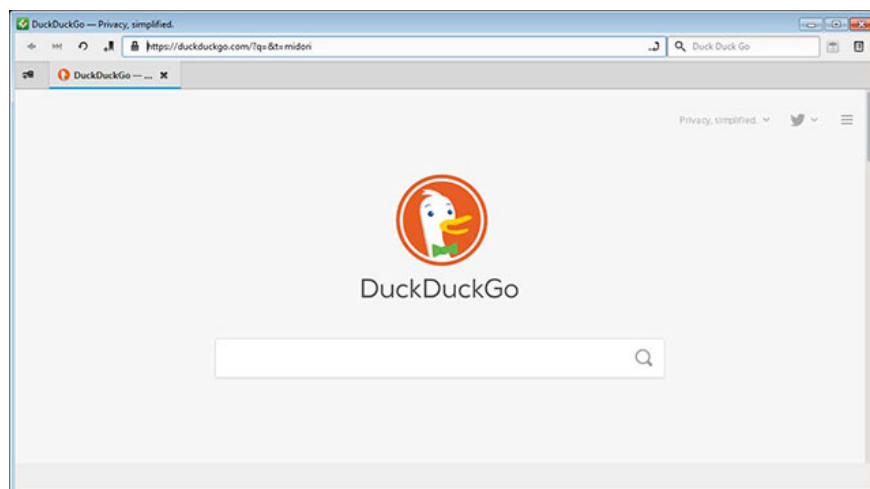 DuckDuckGo — Privacy, simplified.
https://duckduckgo.com/?q=&t=midori
Duck Duck Go
DuckDuckGo — ...
Privacy, simplified.
DuckDuckGo